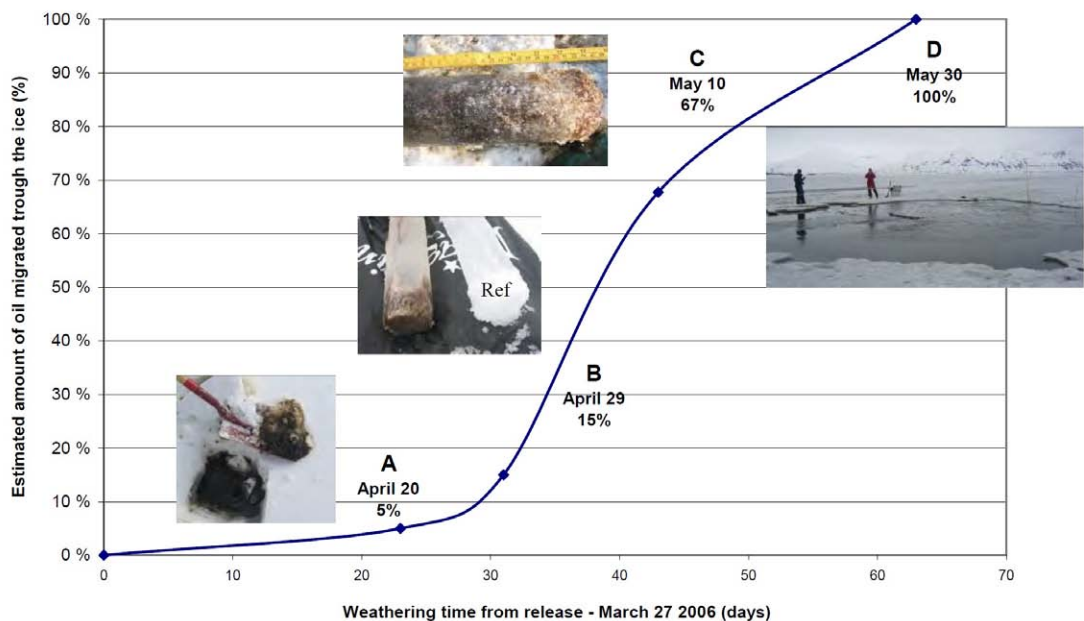 Estimated amount of oil migrated trough the ice (%)
100 %
90 %
80 %
70 %
60 %
50 %
40 %
30 %
20 %
10 %
0 %
A
April 20
5%
B
April 29
15%
C
May 10
67%
D
May 30
100%
Ref
0
10
20
30
40
50
60
70
Weathering time from release - March 27 2006 (days)